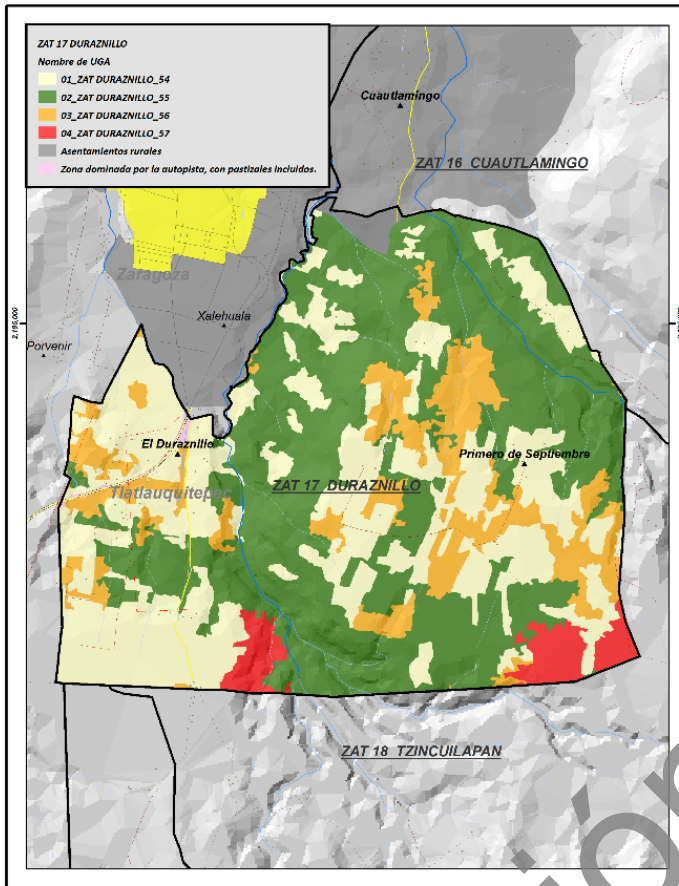 ZAT 17 DURAZNILLO
Nombre de UGA
01_ZAT DURAZNILLO_54
02_ZAT DURAZNILLO_55
03_ZAT DURAZNILLO_56
04_ZAT DURAZNILLO_57
Asentamientos rurales
Zona dominada por la autopista, con pastizales incluidos.
Cuautlamingo
ZAT 16 CUAUTLAMINGO
Zaragoza
Xalehuala
Porvenir
El Duraznillo
Primero de Septiembre
ZAT 17 DURAZNILLO
Tlatlauquitepec
ZAT 18 TZINCUILAPAN
ión